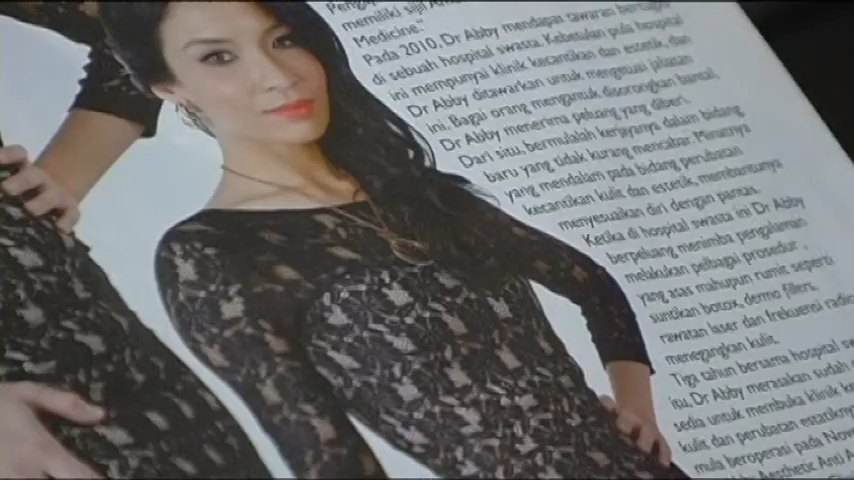 memiliki sijil
Medicine."
Pada 2010, Dr Abby mendapat tawaran bertugas
di sebuah hospital swasta. Kebetulan pula hospital
ini mempunyai klinik kecantikan dan estetik, dan
Dr Abby ditawarkan untuk mengetuai jabatan
ini. Bagai orang mengantuk disorongkan bantal,
Dr Abby menerima peluang yang diberi.
Dari situ, bermulalah kerjayanya dalam bidang
baru yang tidak kurang mencabar. Minatnya
yang mendalam pada bidang perubatan
kecantikan kulit dan estetik, membantunya
menyesuaikan diri dengan pantas.
Ketika di hospital swasta ini Dr Abby
berpeluang menimba pengalaman
melakukan pelbagai prosedur,
yang asas mahupun rumit seperti
suntikan botox, dermo fillers,
rawatan laser dan frekuensi radio
menegangkan kulit.
Tiga tahun bersama hospital
itu Dr Abby merasakan sudah
sedia untuk membuka klinik
kulit dan perubatan estetik
mula beroperasi pada Nov
Aesthetic Anti A